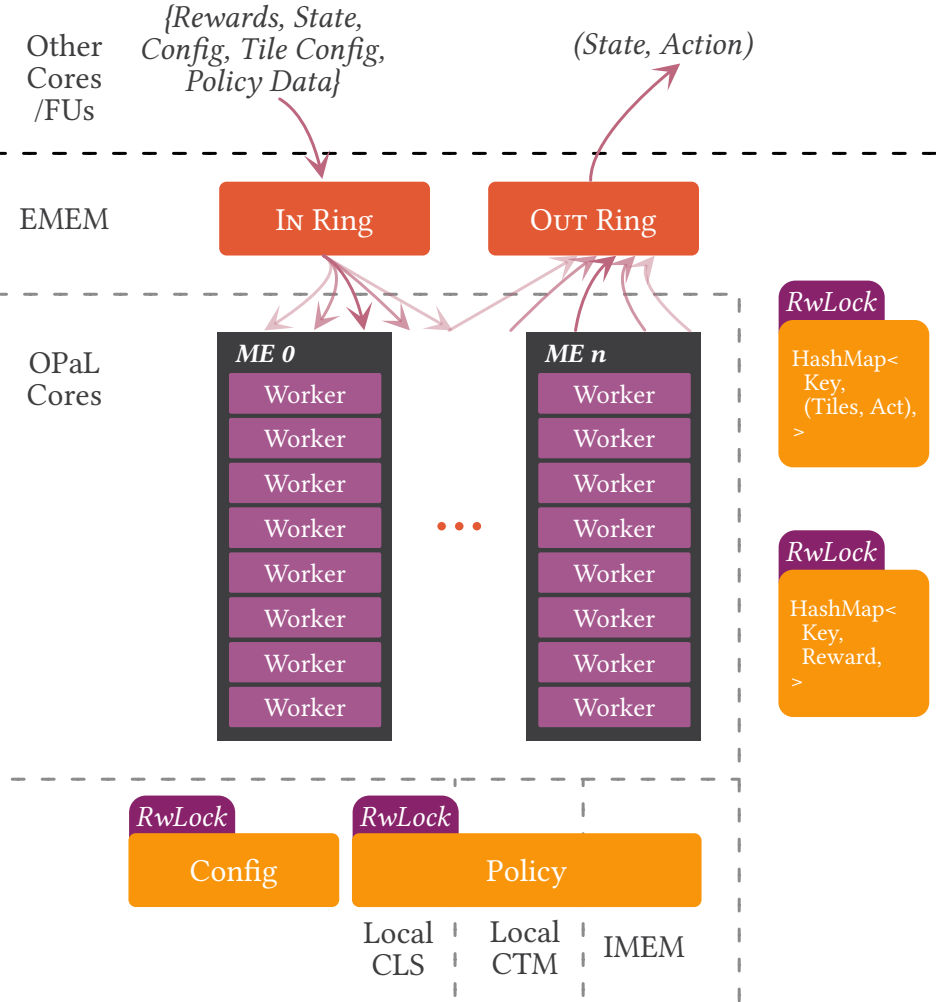 Other
Cores
/FUs
{Rewards, State,
Config, Tile Config,
Policy Data}
(State, Action)
EMEM
IN Ring
OUT Ring
OPaL
Cores
ME 0
Worker
Worker
Worker
Worker
Worker
Worker
Worker
Worker
...
ME n
Worker
Worker
Worker
Worker
Worker
Worker
Worker
Worker
RwLock
HashMap<
Key,
(Tiles, Act),
>
RwLock
HashMap<
Key,
Reward,
>
RwLock
Config
RwLock
Policy
Local
CLS
Local
CTM
IMEM